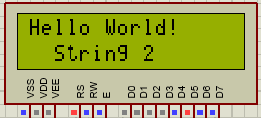 Hello World!
String 2
VSS VDD VEE RS RW E D0 D1 D2 D3 D4 D5 D6 D7